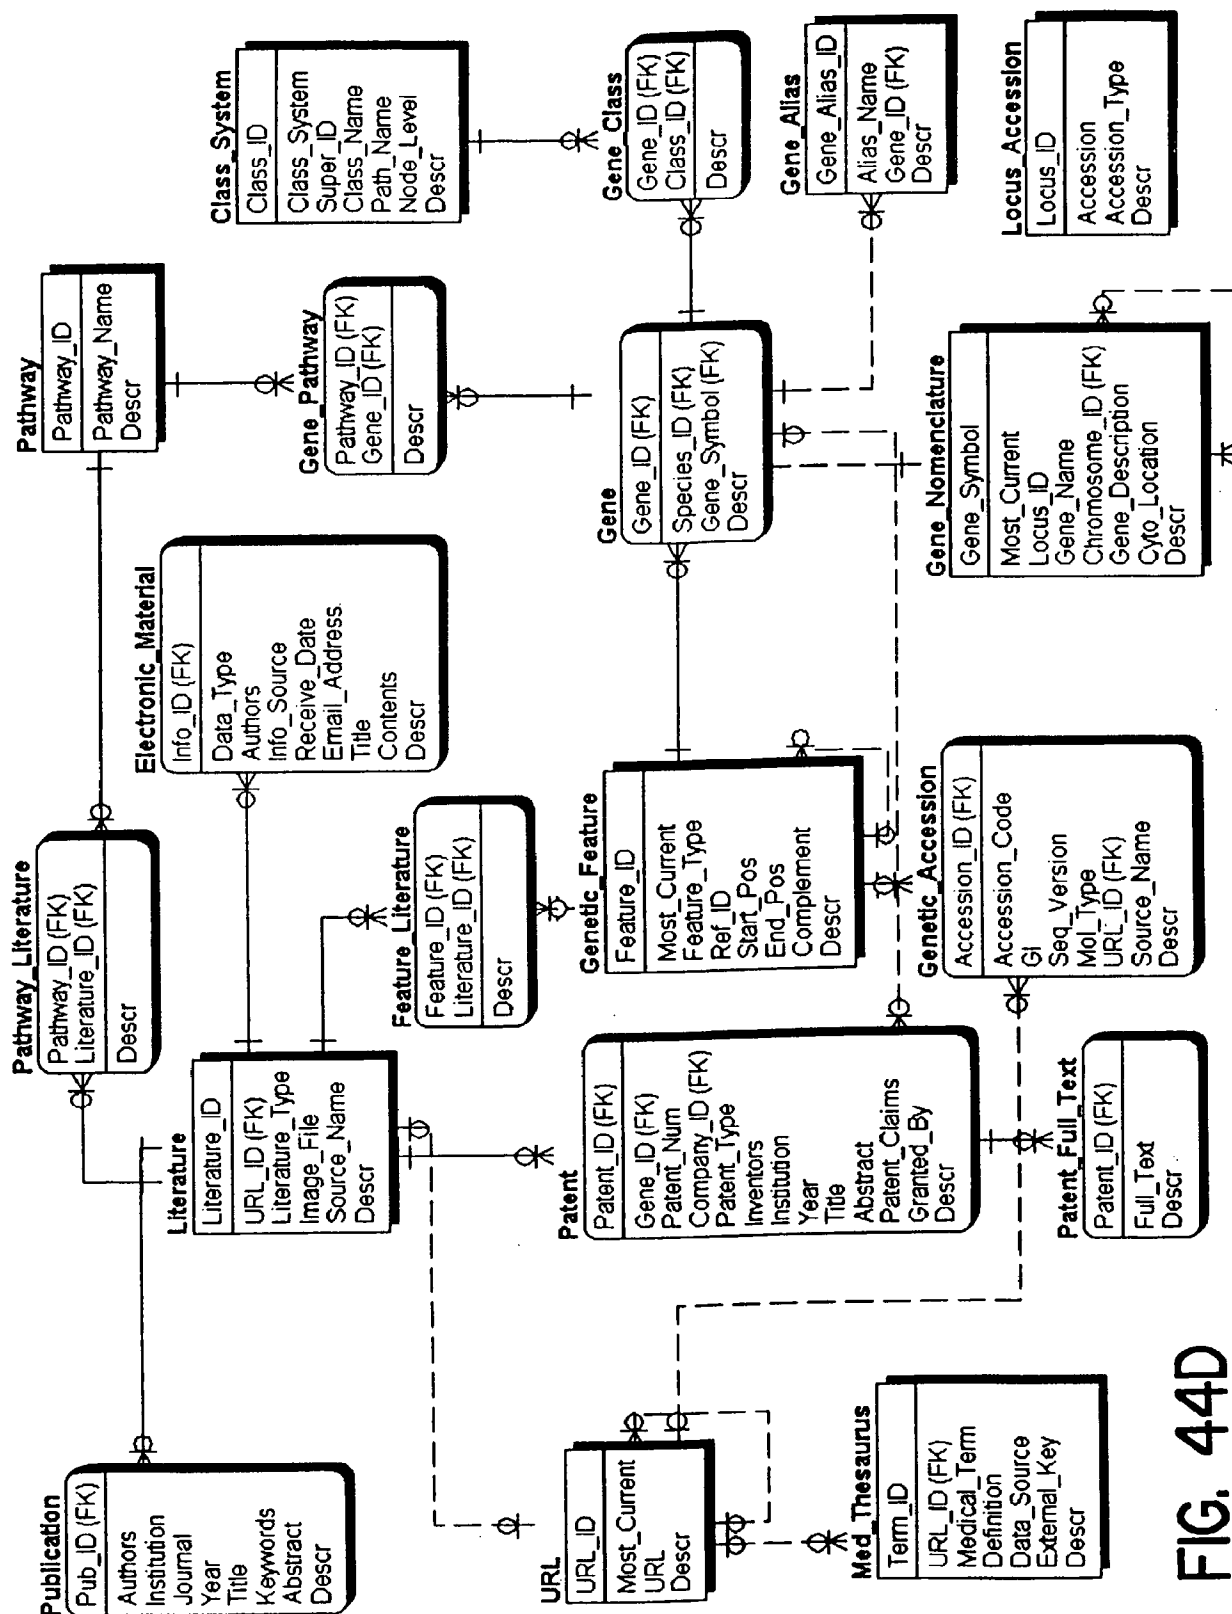 Publication
Pub_ID (FK)
Authors
Institution
Journal
Year
Title
Keywords
Abstract
Descr
Pathway_Literature
Pathway_ID (FK)
Literature_ID (FK)
Descr
Pathway
Pathway_ID
Pathway_Name
Descr
Literature
Literature_ID
URL_ID (FK)
Literature_Type
Image_File
Source_Name
Descr
Electronic_Material
Info_ID (FK)
Data_Type
Authors
Info_Source
Receive_Date
Email_Address.
Title
Contents
Descr
Gene_Pathway
Pathway_ID (FK)
Gene_ID (FK)
Descr
Class_System
Class_ID
Class_System
Super_ID
Class_Name
Path_Name
Node_Level
Descr
Feature_Literature
Feature_ID (FK)
Literature_ID (FK)
Descr
URL
URL_ID
Most_Current
URL
Descr
Patent
Patent_ID (FK)
Gene_ID (FK)
Patent_Num
Company_ID (FK)
Patent_Type
Inventors
Institution
Year
Title
Abstract
Patent_Claims
Granted_By
Descr
Genetic_Feature
Feature_ID
Most_Current
Feature_Type
Ref_ID
Start_Pos
End_Pos
Complement
Descr
Gene
Gene_ID (FK)
Species_ID (FK)
Gene_Symbol (FK)
Descr
Gene_Class
Gene_ID (FK)
Class_ID (FK)
Descr
Gene_Alias
Gene_Alias_ID
Alias_Name
Gene_ID (FK)
Descr
Med_Thesaurus
Term_ID
URL_ID (FK)
Medical_Term
Definition
Data_Source
External_Key
Descr
Patent_Full_Text
Patent_ID (FK)
Full_Text
Descr
Genetic_Accession
Accession_ID (FK)
Accession_Code
GI
Seq_Version
Mol_Type
URL_ID (FK)
Source_Name
Descr
Gene_Nomenclature
Gene_Symbol
Most_Current
Locus_ID
Gene_Name
Chromosome_ID (FK)
Gene_Description
Cyto_Location
Descr
Locus_Accession
Locus_ID
Accession
Accession_Type
Descr
FIG. 44D